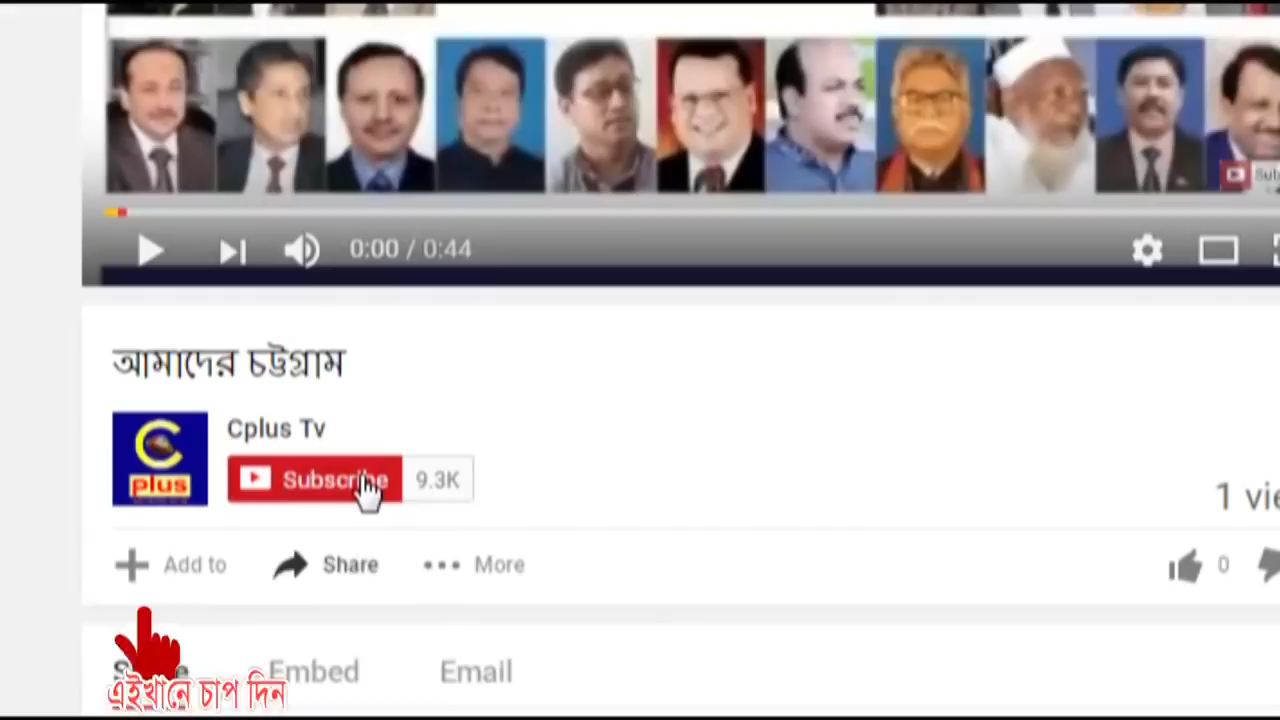 0:00 / 0:44
আমাদের চট্টগ্রাম
C
plus
Cplus Tv
Subscribe 9.3K
1
Add to Share More
0
Embed Email
এইখানে চাপ দিন